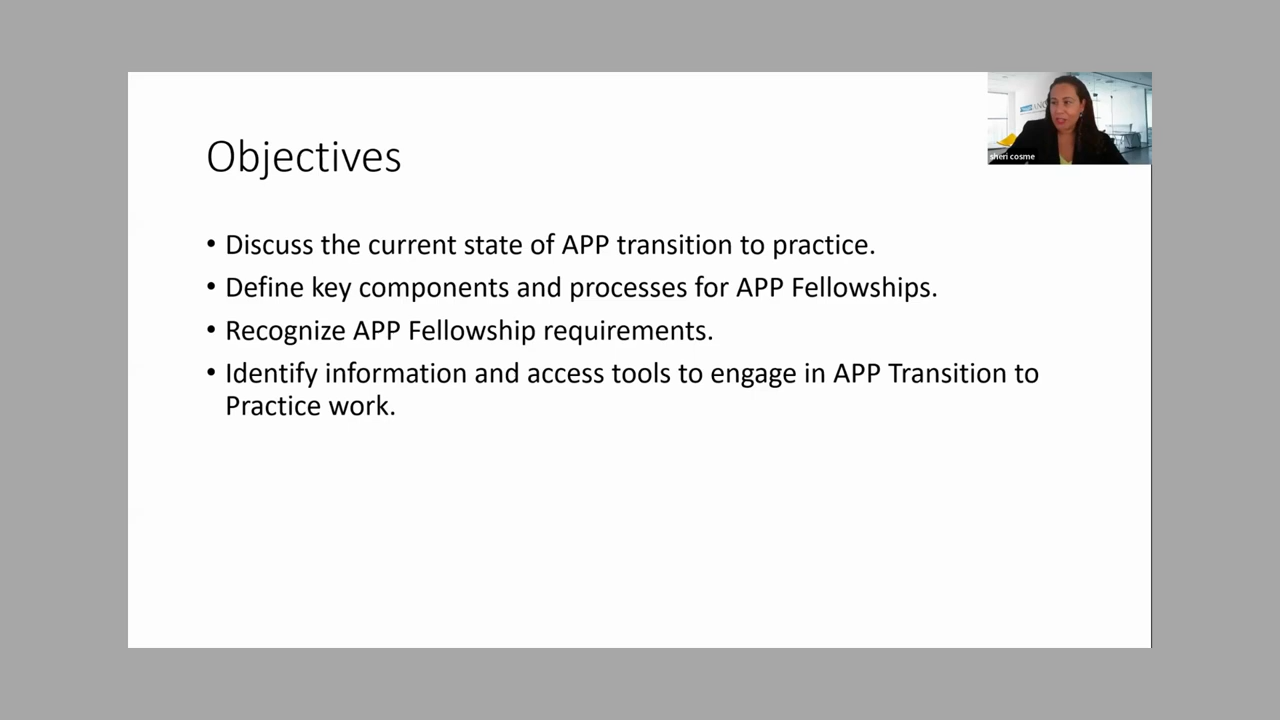 Objectives
• Discuss the current state of APP transition to practice.
• Define key components and processes for APP Fellowships.
• Recognize APP Fellowship requirements.
• Identify information and access tools to engage in APP Transition to
Practice work.
sheri cosme